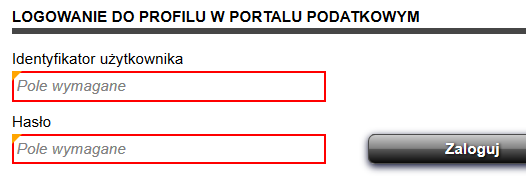 LOGOWANIE DO PROFILU W PORTALU PODATKOWYM
Identyfikator użytkownika
Pole wymagane
Hasło
Pole wymagane
Zaloguj